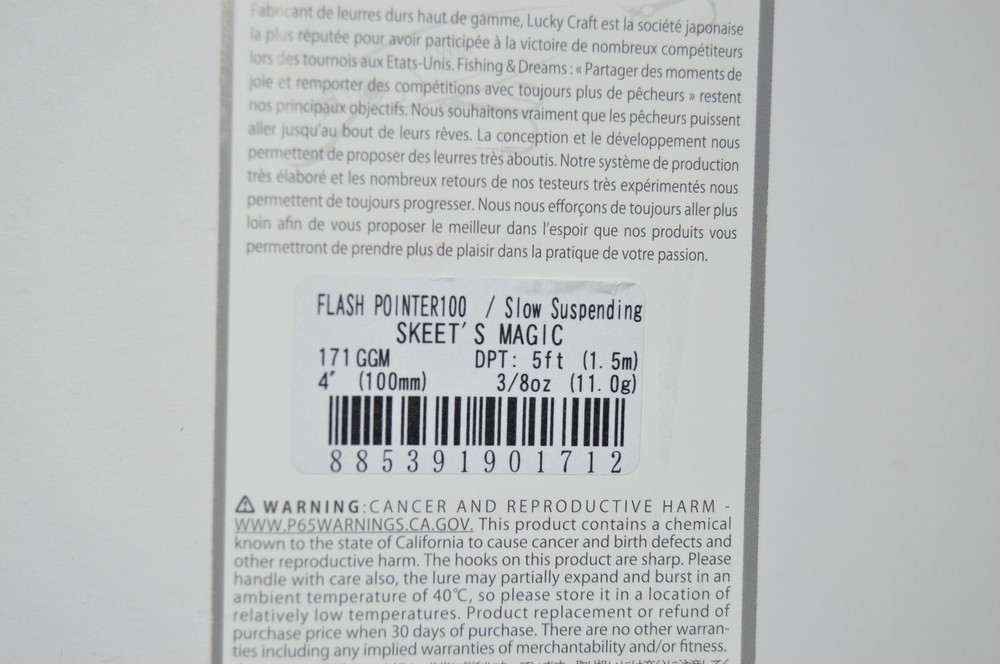 Fabricant de leurres durs haut de gamme, Lucky Craft est la société japonaise
la plus réputée pour avoir participée à la victoire de nombreux compétiteurs
lors des tournois aux Etats-Unis. Fishing & Dreams : « Partager des moments de
joie et remporter des compétitions avec toujours plus de pêcheurs » restent
nos principaux objectifs. Nous souhaitons vraiment que les pêcheurs puissent
aller jusqu'au bout de leurs rêves. La conception et le développement nous
permettent de proposer des leurres très aboutis. Notre système de production
très élaboré et les nombreux retours de nos testeurs très expérimentés nous
permettent de toujours progresser. Nous nous efforçons de toujours aller plus
loin afin de vous proposer le meilleur dans l'espoir que nos produits vous
permettront de prendre plus de plaisir dans la pratique de votre passion.
FLASH POINTER100 / Slow Suspending
SKEET'S MAGIC
171 GGM DPT: 5ft (1.5m)
4" (100mm) 3/8oz (11.0g)
885391901712
⚠ WARNING:CANCER AND REPRODUCTIVE HARM -
WWW.P65WARNINGS.CA.GOV. This product contains a chemical
known to the state of California to cause cancer and birth defects and
other reproductive harm. The hooks on this product are sharp. Please
handle with care also, the lure may partially expand and burst in an
ambient temperature of 40℃, so please store it in a location of
relatively low temperatures. Product replacement or refund of
purchase price when 30 days of purchase. There are no other warran-
ties including any implied warranties of merchantability and/or fitness.